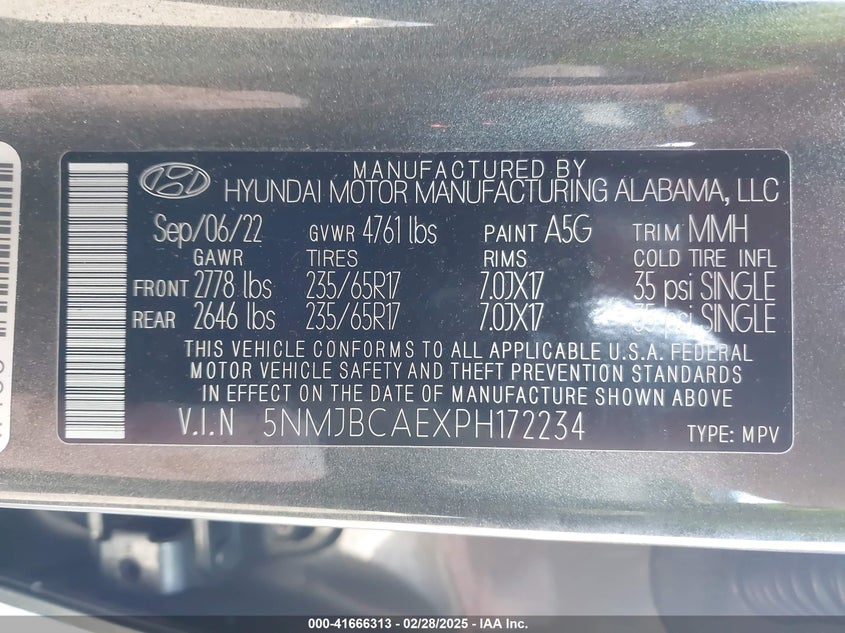 MANUFACTURED BY
HYUNDAI MOTOR MANUFACTURING ALABAMA, LLC
Sep/06/22 GVWR 4761 lbs PAINT A5G TRIM MMH
GAWR TIRES RIMS COLD TIRE INFL
FRONT 2778 lbs 235/65R17 7.0JX17 35 psi SINGLE
REAR 2646 lbs 235/65R17 7.0JX17 35 psi SINGLE
THIS VEHICLE CONFORMS TO ALL APPLICABLE U.S.A. FEDERAL
MOTOR VEHICLE SAFETY AND THEFT PREVENTION STANDARDS
IN EFFECT ON THE DATE OF MANUFACTURE SHOWN ABOVE.
V.I.N 5NMJBCAEXPH172234 TYPE: MPV
000-41666313 - 02/28/2025 - IAA Inc.